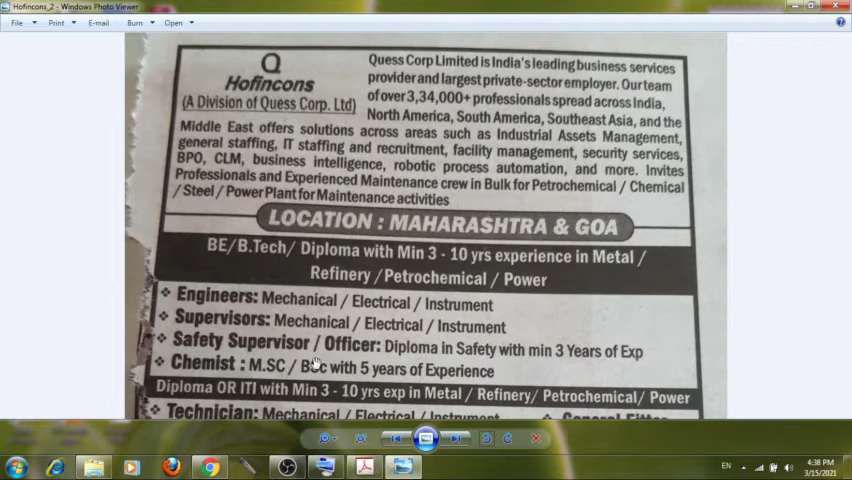 Hofincons_2 - Windows Photo Viewer
File Print E-mail Burn Open
Q
Hofincons
(A Division of Quess Corp. Ltd)
Quess Corp Limited is India's leading business services
provider and largest private-sector employer. Our team
of over 3,34,000+ professionals spread across India,
North America, South America, Southeast Asia, and the
Middle East offers solutions across areas such as Industrial Assets Management,
general staffing, IT staffing and recruitment, facility management, security services,
BPO, CLM, business intelligence, robotic process automation, and more. Invites
Professionals and Experienced Maintenance crew in Bulk for Petrochemical / Chemical
/ Steel / Power Plant for Maintenance activities
LOCATION : MAHARASHTRA & GOA
BE/B.Tech/ Diploma with Min 3 - 10 yrs experience in Metal /
Refinery / Petrochemical / Power
❖ Engineers: Mechanical / Electrical / Instrument
❖ Supervisors: Mechanical / Electrical / Instrument
❖ Safety Supervisor / Officer: Diploma in Safety with min 3 Years of Exp
❖ Chemist : M.SC / BSc with 5 years of Experience
Diploma OR ITI with Min 3 - 10 yrs exp in Metal / Refinery/ Petrochemical/ Power
❖ Technician: Mechanical / Electrical / Instrument ❖ General Fitter
EN
4:38 PM
3/15/2021